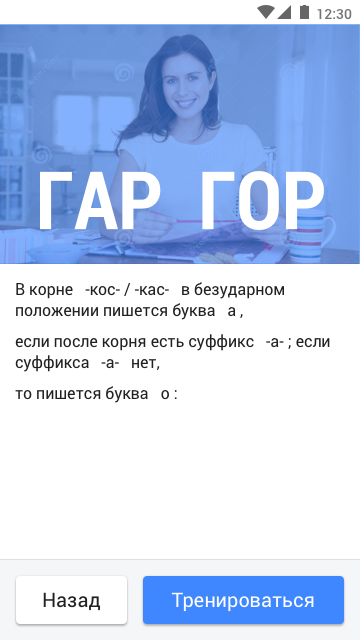 12:30
ГАР ГОР
В корне -кос- / -кас- в безударном
положении пишется буква а ,
если после корня есть суффикс -а- ; если
суффикса -а- нет,
то пишется буква о :
Назад
Тренироваться